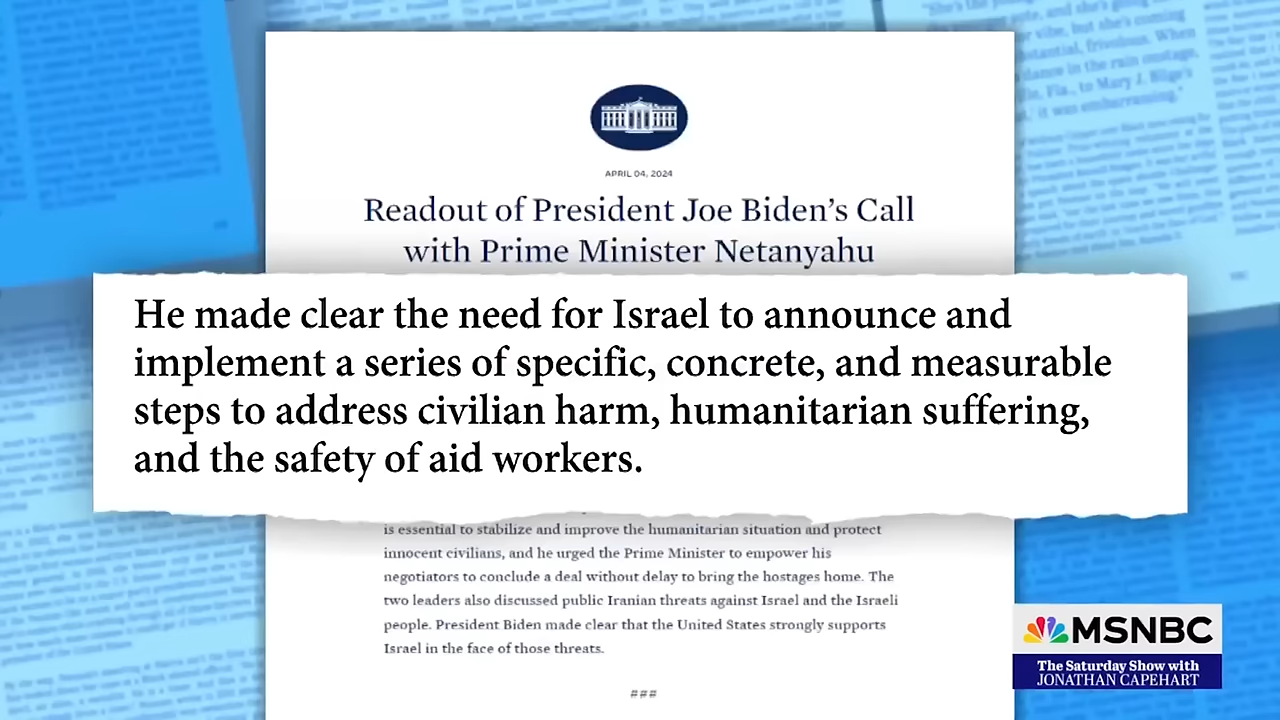 APRIL 04, 2024
Readout of President Joe Biden's Call
with Prime Minister Netanyahu
He made clear the need for Israel to announce and
implement a series of specific, concrete, and measurable
steps to address civilian harm, humanitarian suffering,
and the safety of aid workers.
is essential to stabilize and improve the humanitarian situation and protect
innocent civilians, and he urged the Prime Minister to empower his
negotiators to conclude a deal without delay to bring the hostages home. The
two leaders also discussed public Iranian threats against Israel and the Israeli
people. President Biden made clear that the United States strongly supports
Israel in the face of those threats.
###
MSNBC
The Saturday Show with
JONATHAN CAPEHART